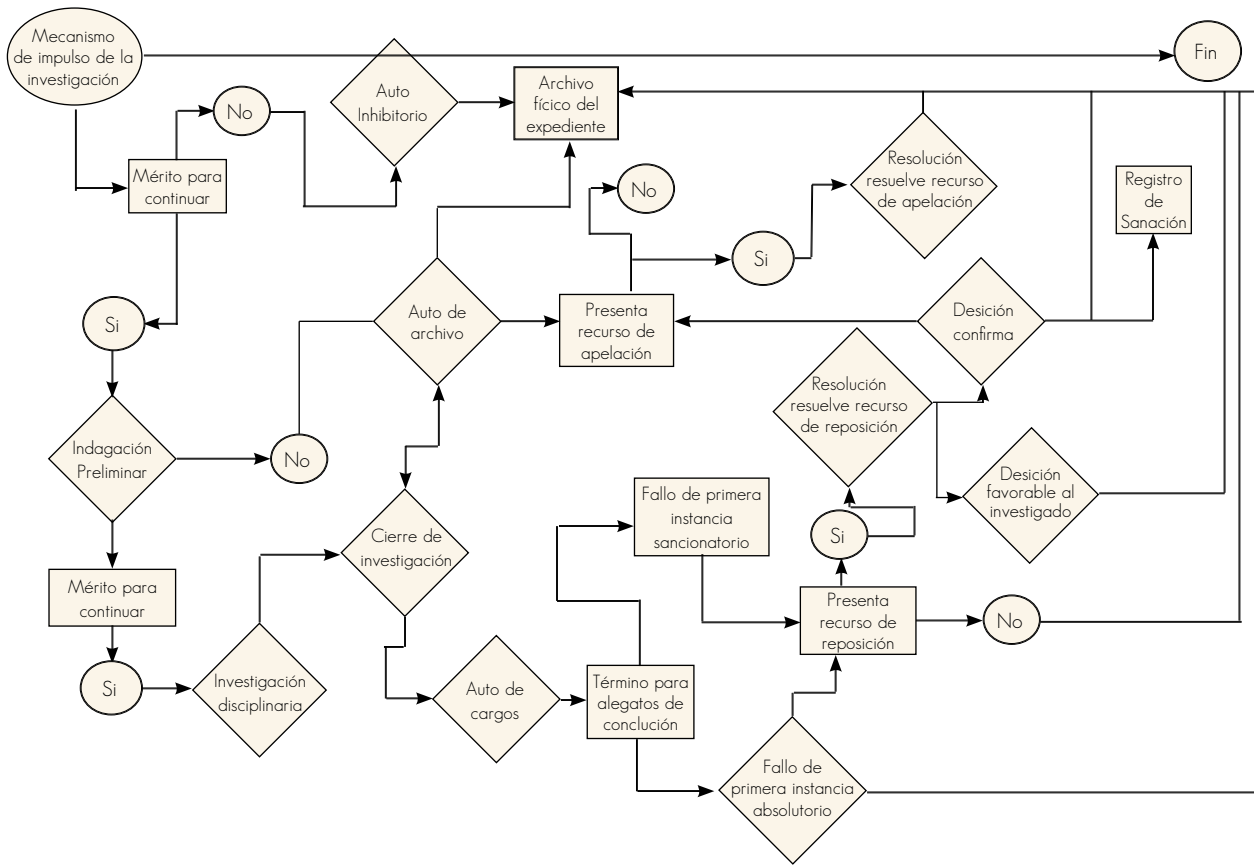 Mecanismo
de impulso de la
investigación
Fin
No
Auto
Inhibitorio
Archivo
fícico del
expediente
Mérito para
continuar
No
Resolución
resuelve recurso
de apelación
Registro
de
Sanación
Si
Si
Auto de
archivo
Presenta
recurso de
apelación
Desición
confirma
Resolución
resuelve recurso
de reposición
Indagación
Preliminar
No
Desición
favorable al
investigado
Fallo de primera
instancia
sancionatorio
Cierre de
investigación
Si
Mérito para
continuar
Presenta
recurso de
reposición
No
Si
Investigación
disciplinaria
Auto de
cargos
Término para
alegatos de
conclución
Fallo de
primera instancia
absolutorio